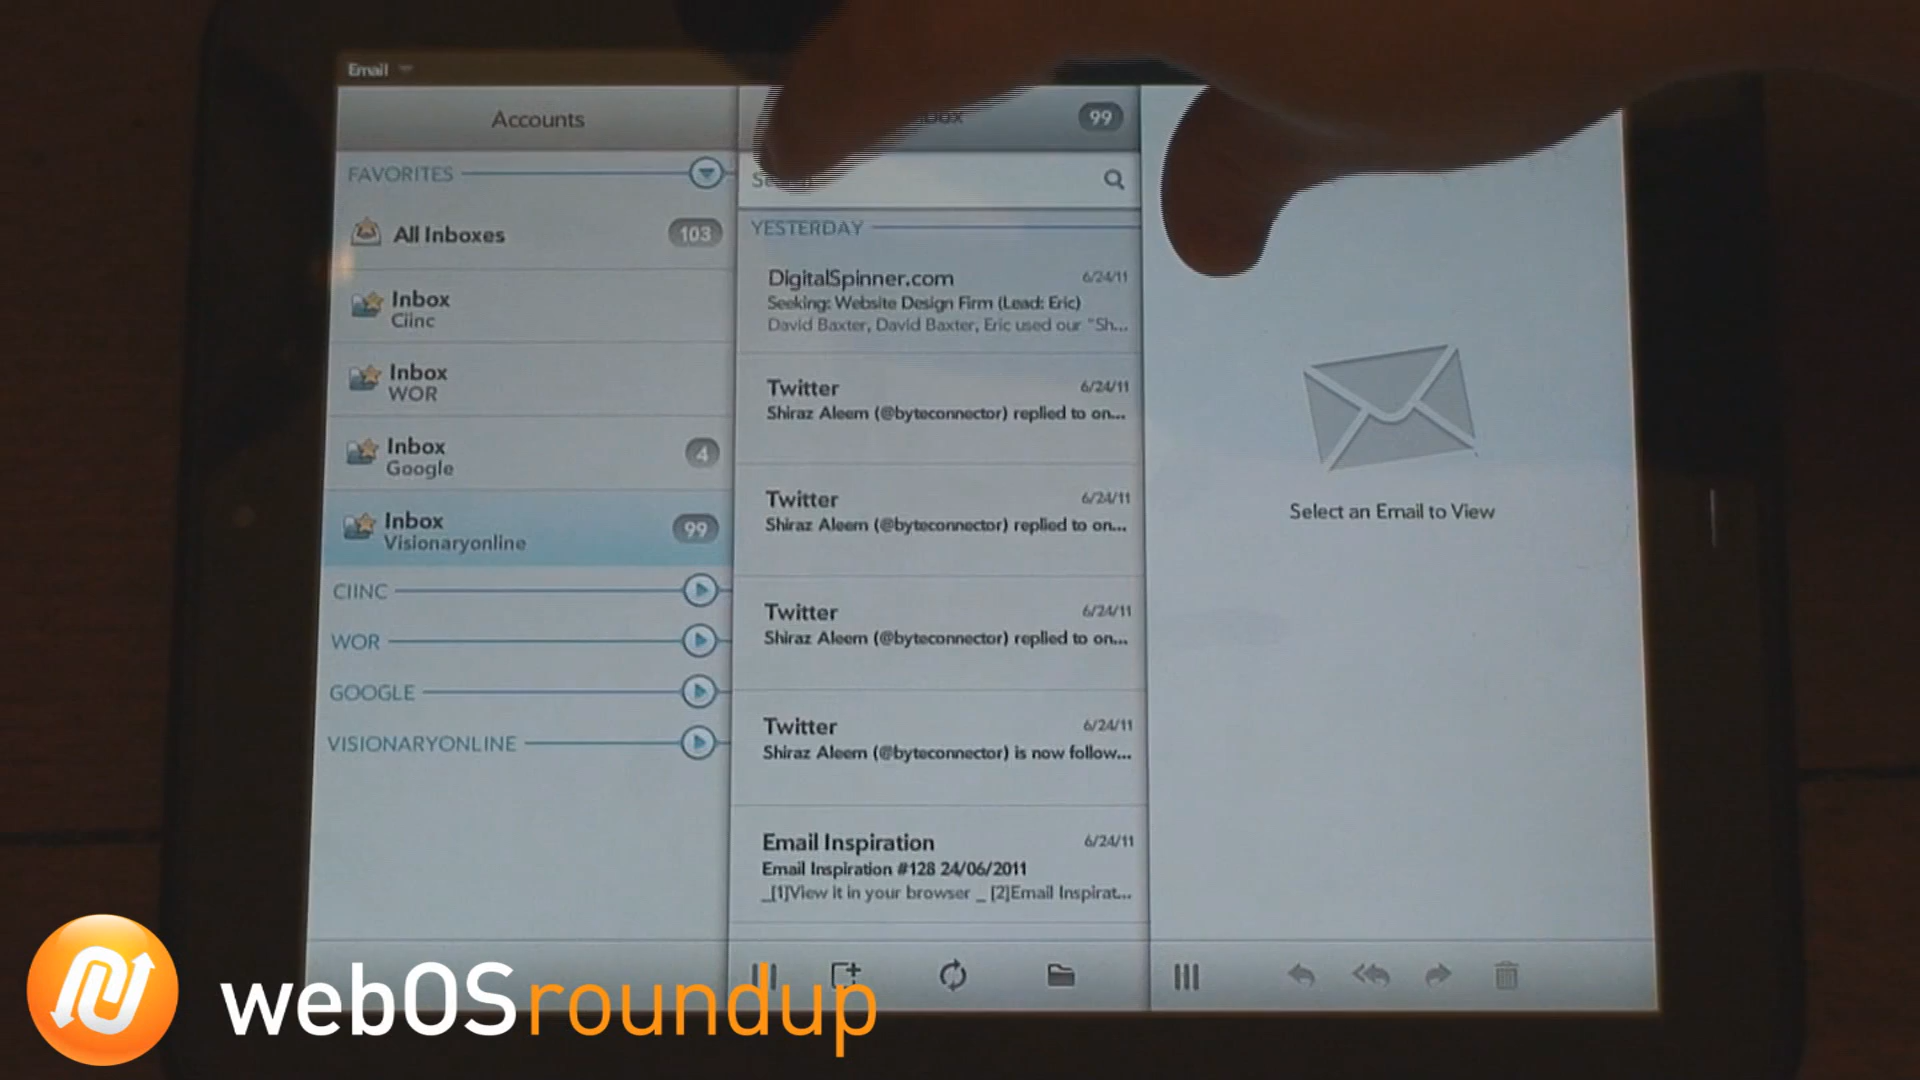 Email
Accounts
99
FAVORITES
All Inboxes
103
Inbox
Ciinc
Inbox
WOR
Inbox
Google
4
Inbox
Visionaryonline
99
CIINC
WOR
GOOGLE
VISIONARYONLINE
YESTERDAY
DigitalSpinner.com 6/24/11
Seeking: Website Design Firm (Lead: Eric)
David Baxter, David Baxter, Eric used our "Sh...
Twitter 6/24/11
Shiraz Aleem (@byteconnector) replied to on...
Twitter 6/24/11
Shiraz Aleem (@byteconnector) replied to on...
Twitter 6/24/11
Shiraz Aleem (@byteconnector) replied to on...
Twitter 6/24/11
Shiraz Aleem (@byteconnector) is now follow...
Email Inspiration 6/24/11
Email Inspiration #128 24/06/2011
_[1]View it in your browser _ [2]Email Inspirat...
Select an Email to View
webOSroundup